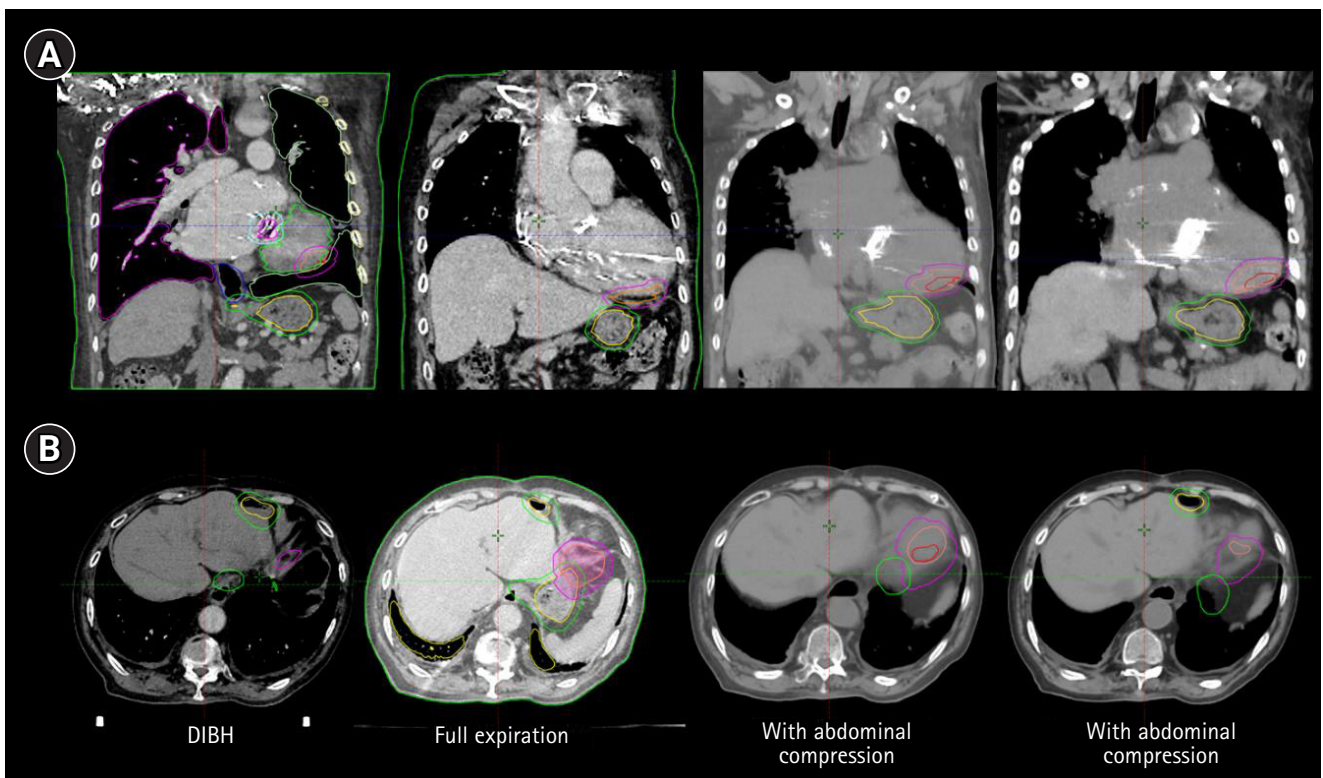 A
B
DIBH
Full expiration
With abdominal
compression
With abdominal
compression